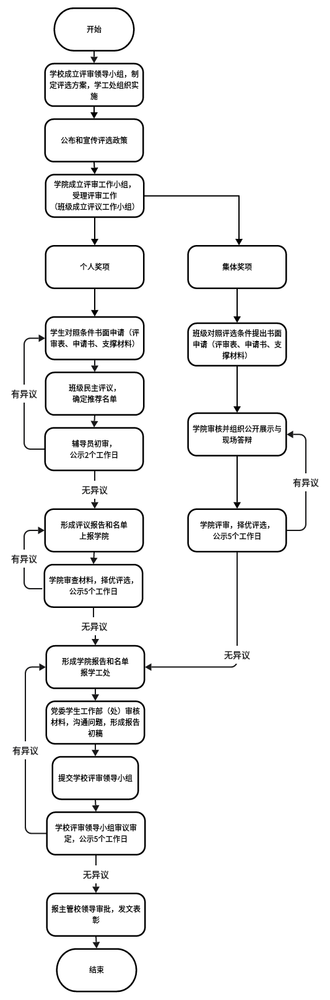 开始
学校成立评审领导小组，制
定评选方案，学工处组织实
施
公布和宣传评选政策
学院成立评审工作小组，
受理评审工作
（班级成立评议工作小组）
个人奖项
集体奖项
学生对照条件书面申请（评
审表、申请书、支撑材料）
班级对照评选条件提出书面
申请（评审表、申请书、支
撑材料）
有异议
班级民主评议，
确定推荐名单
学院审核并组织公开展示与
现场答辩
辅导员初审，
公示2个工作日
有异议
无异议
形成评议报告和名单
上报学院
学院评审，择优评选，
公示5个工作日
有异议
学院审查材料，择优评选，
公示5个工作日
无异议
无异议
形成学院报告和名单
报学工处
党委学生工作部（处）审核
材料，沟通问题，形成报告
初稿
有异议
提交学校评审领导小组
学校评审领导小组审议审
定，公示5个工作日
无异议
报主管校领导审批，发文表
彰
结束